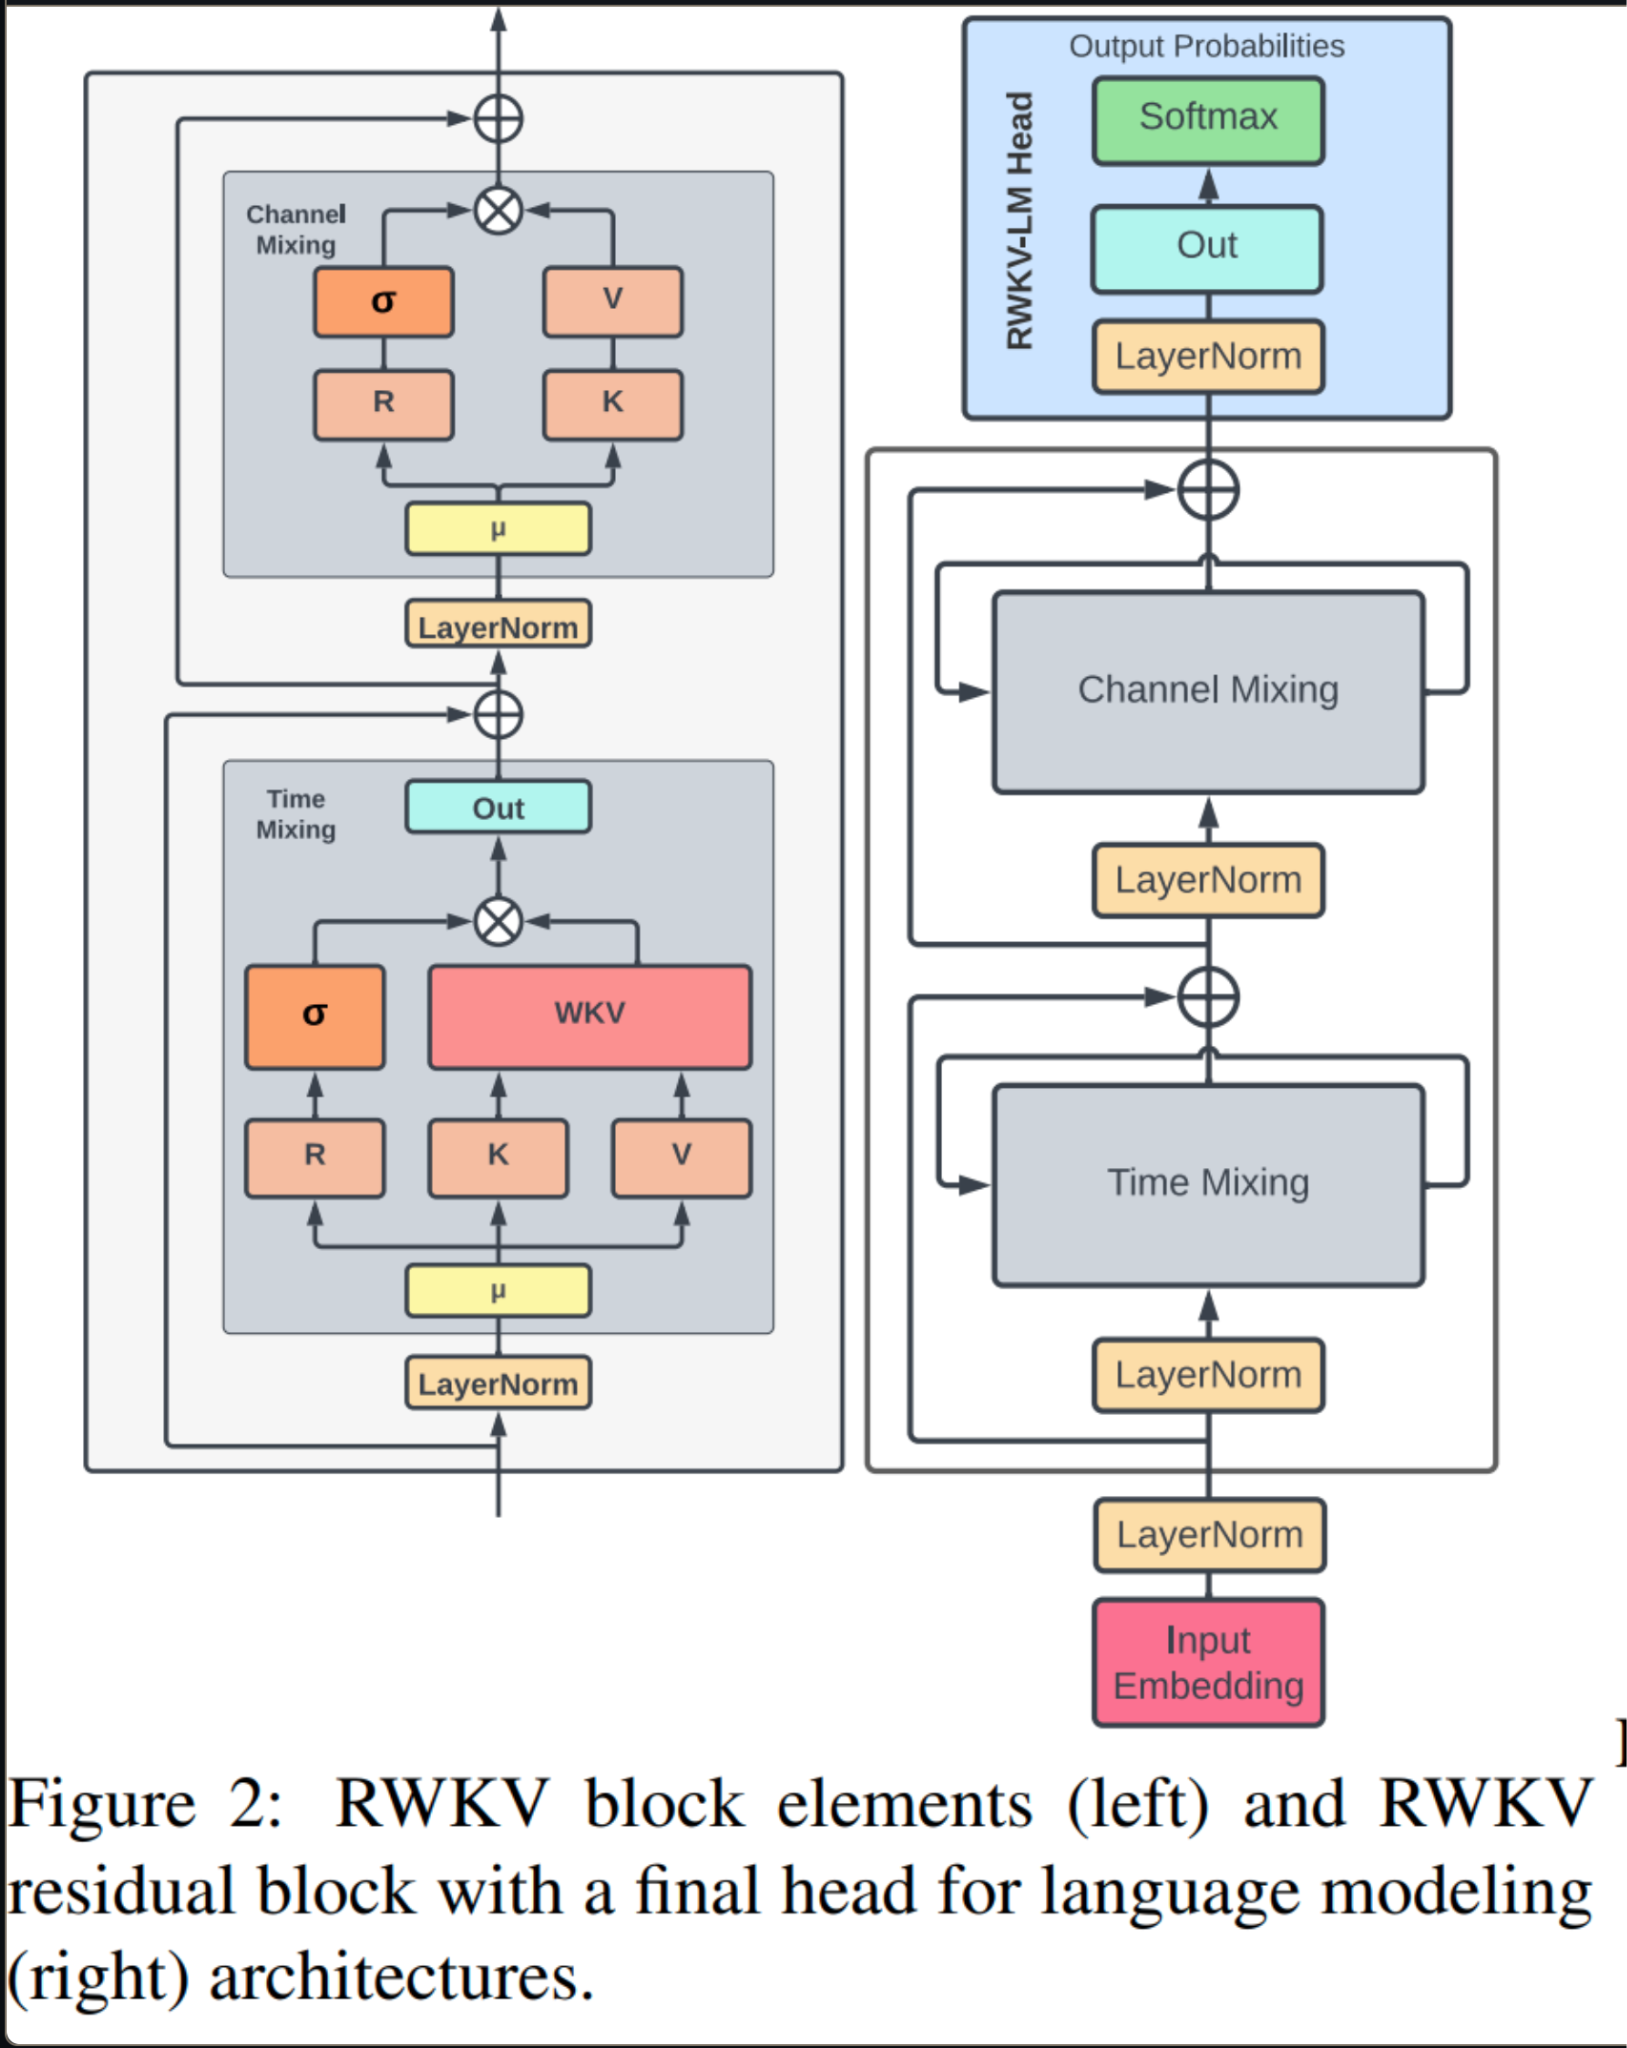 Channel
Mixing
σ
V
R
K
μ
LayerNorm
Time
Mixing
Out
σ
WKV
R
K
V
μ
LayerNorm
Output Probabilities
RWKV-LM Head
Softmax
Out
LayerNorm
Channel Mixing
LayerNorm
Time Mixing
LayerNorm
LayerNorm
Input
Embedding
Figure 2: RWKV block elements (left) and RWKV
residual block with a final head for language modeling
(right) architectures.